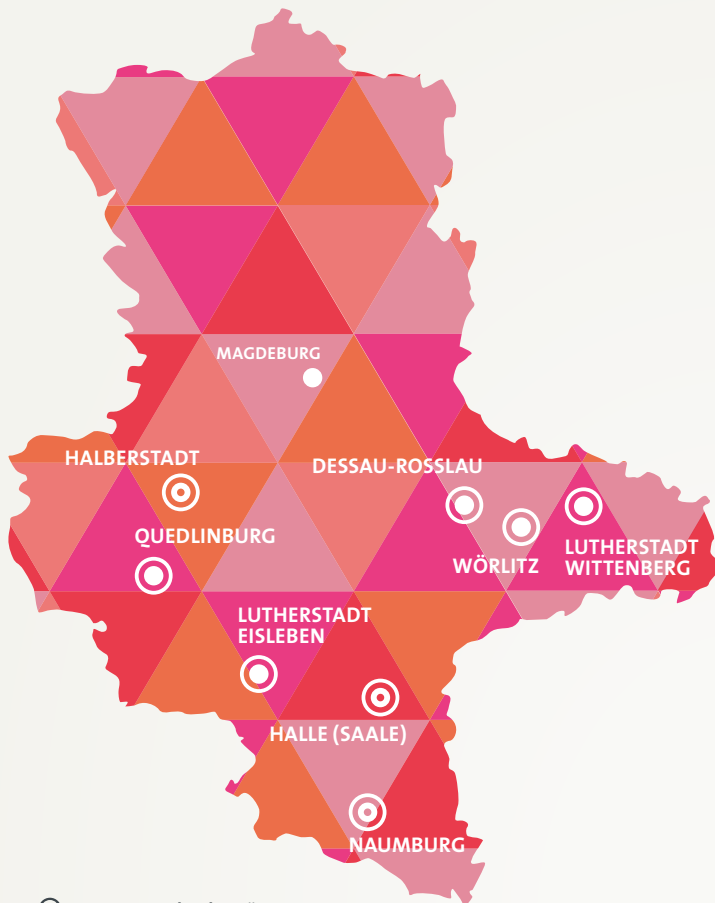 MAGDEBURG
HALBERSTADT
DESSAU-ROSSLAU
QUEDLINBURG
WÖRLITZ
LUTHERSTADT
WITTENBERG
LUTHERSTADT
EISLEBEN
HALLE (SAALE)
NAUMBURG